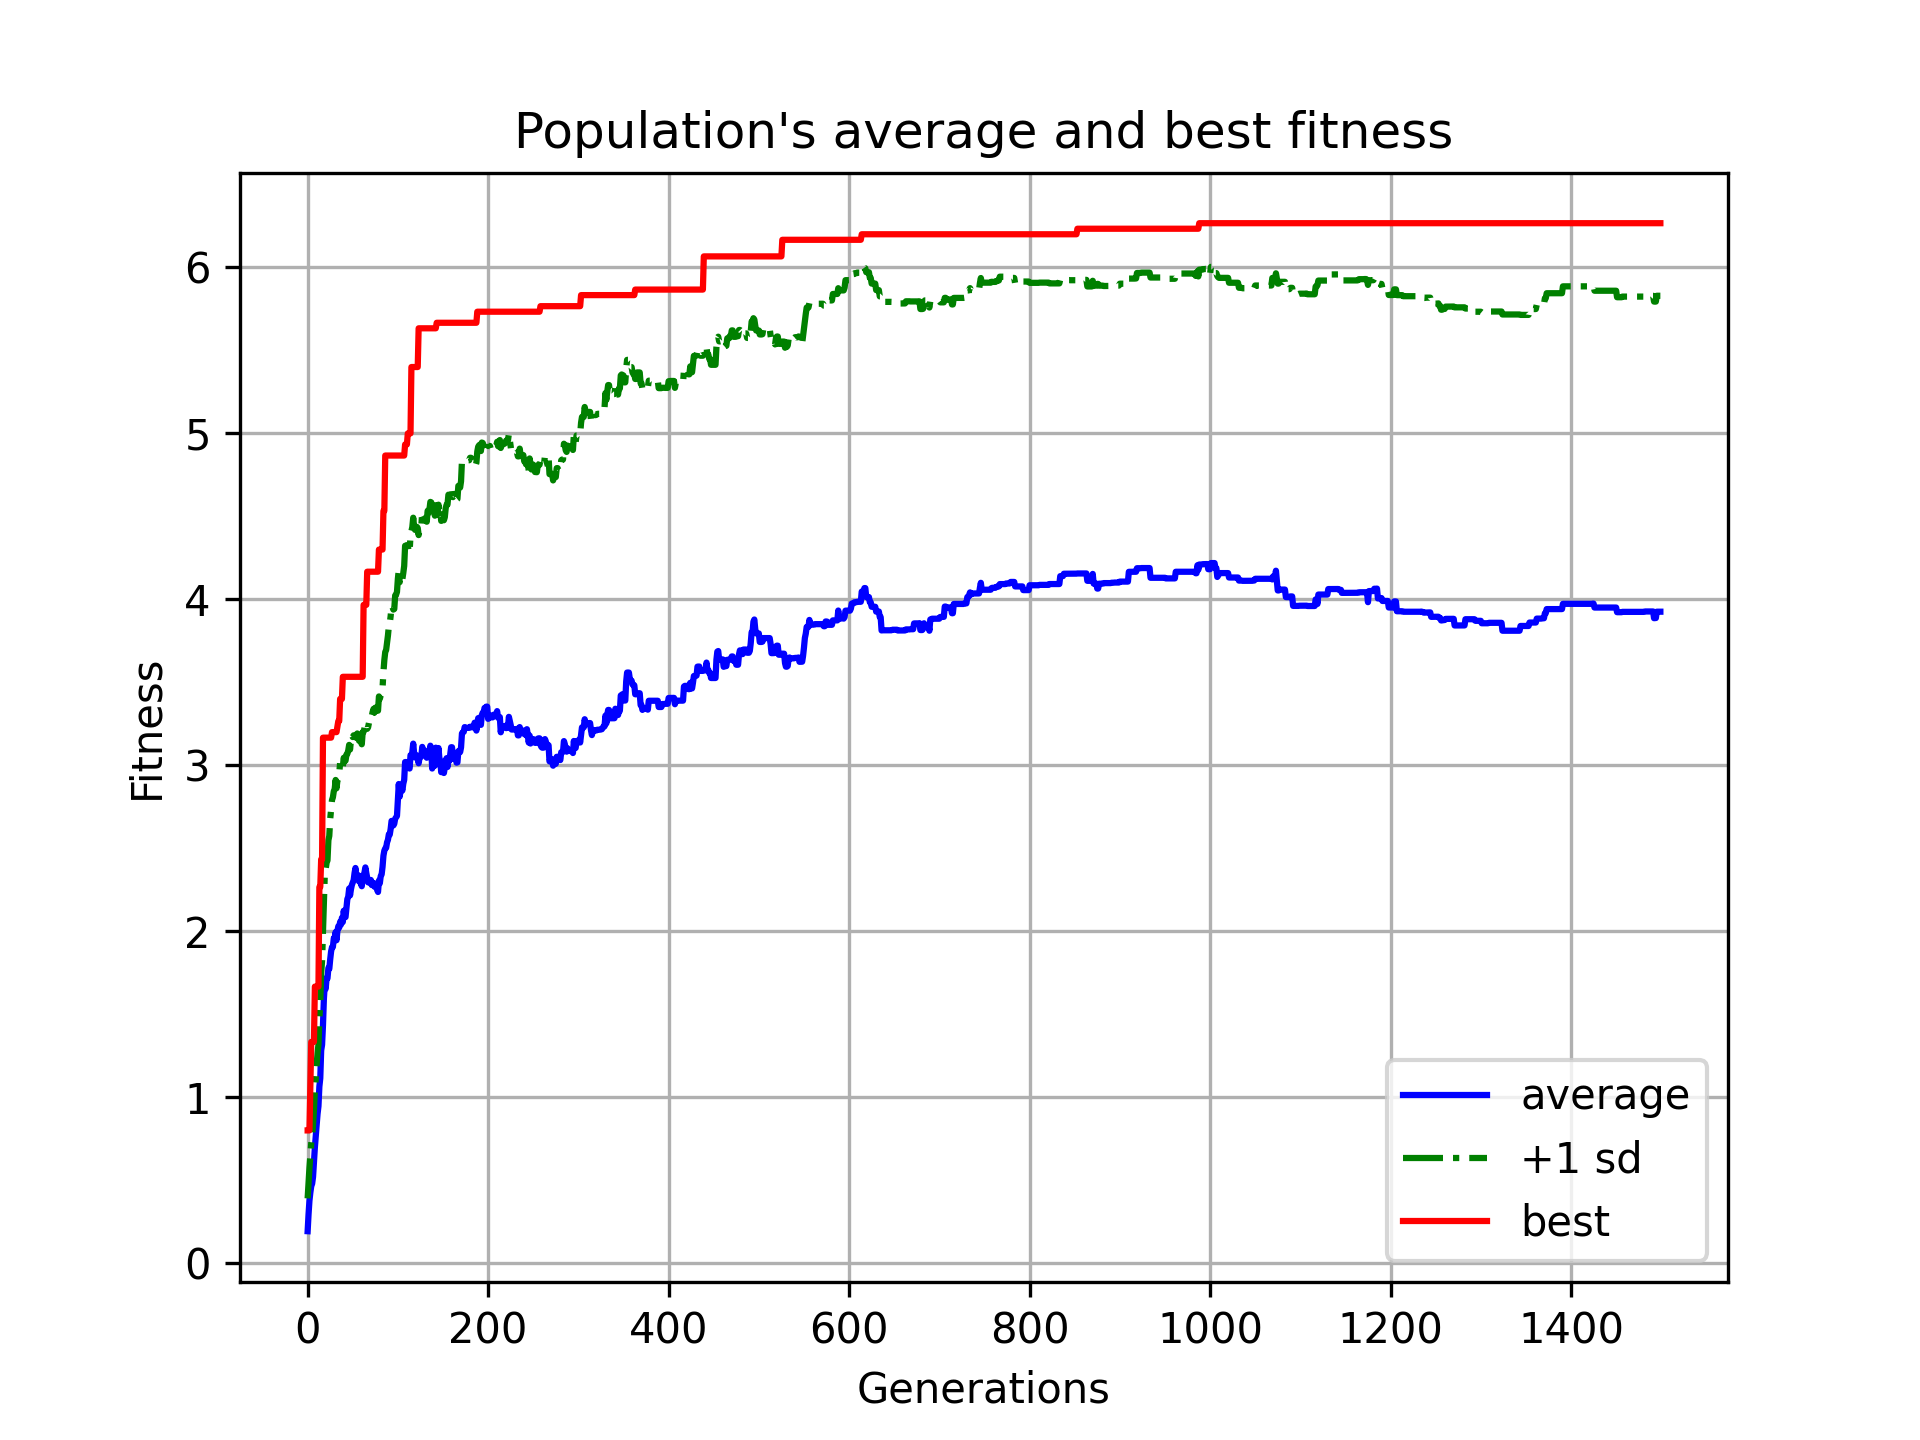 Population's average and best fitness
Fitness
6
5
4
3
2
1
0
0 200 400 600 800 1000 1200 1400
Generations
average
+1 sd
best